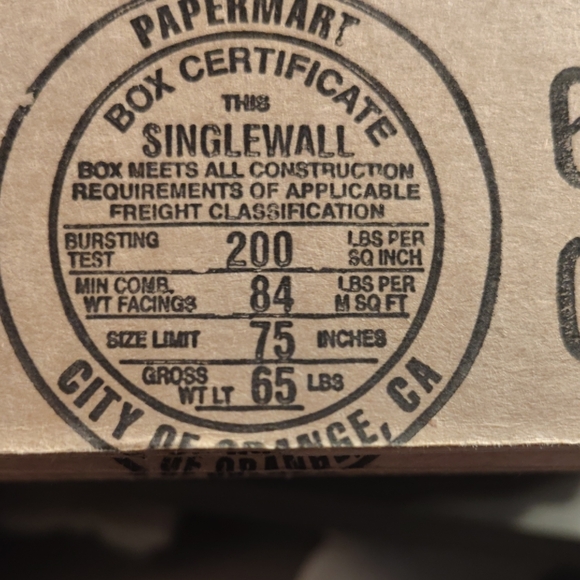 PAPERMART
BOX CERTIFICATE
THIS
SINGLEWALL
BOX MEETS ALL CONSTRUCTION
REQUIREMENTS OF APPLICABLE
FREIGHT CLASSIFICATION
BURSTING TEST 200 LBS PER SQ INCH
MIN COMB. WT FACINGS 84 LBS PER M SQ FT
SIZE LIMIT 75 INCHES
GROSS WT LT 65 LBS
CITY OF ORANGE, CA